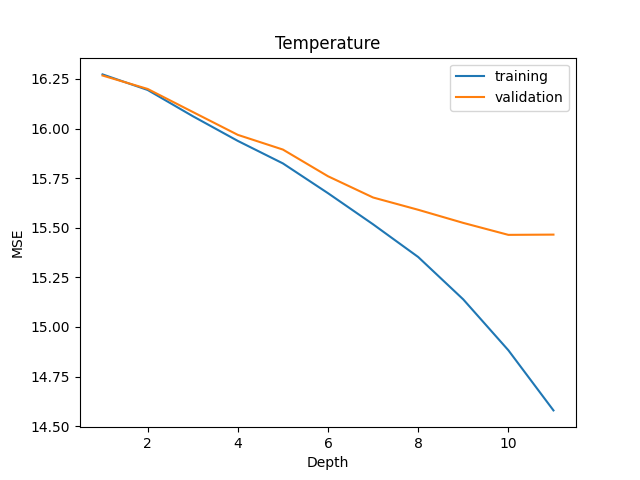 Temperature
training
validation
MSE
16.25
16.00
15.75
15.50
15.25
15.00
14.75
14.50
2 4 6 8 10
Depth